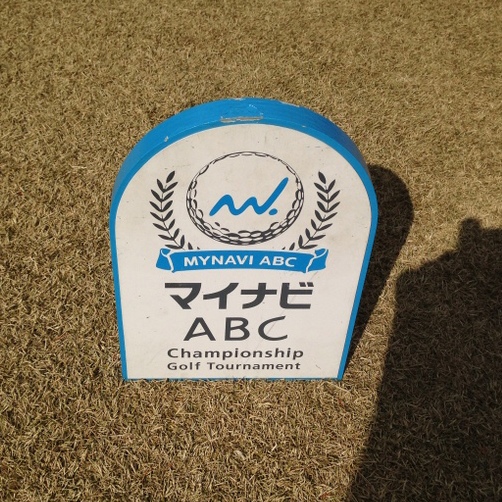 MYNAVI ABC
マイナビ
ABC
Championship
Golf Tournament